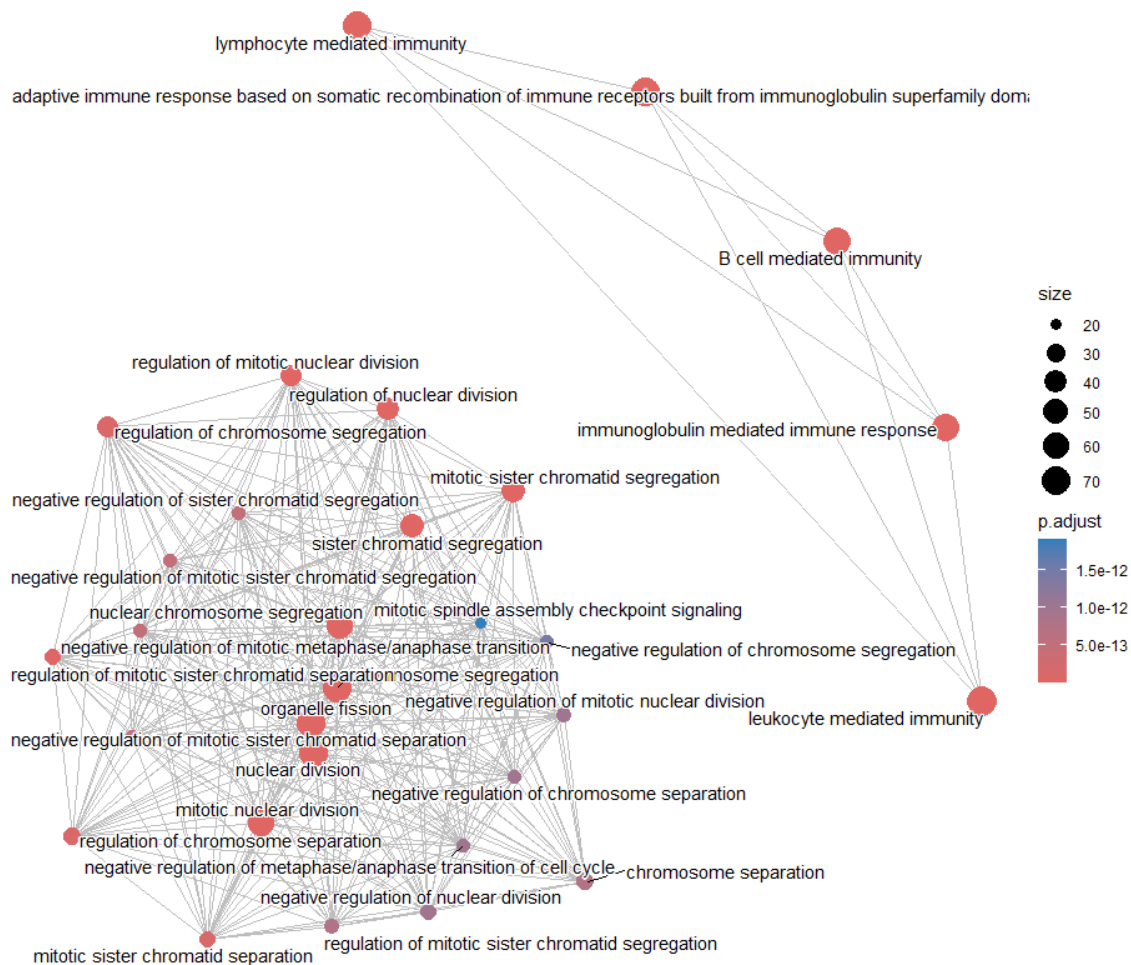 lymphocyte mediated immunity
adaptive immune response based on somatic recombination of immune receptors built from immunoglobulin superfamily doma
B cell mediated immunity
size
20
30
40
50
60
70
regulation of mitotic nuclear division
regulation of nuclear division
regulation of chromosome segregation
immunoglobulin mediated immune response
mitotic sister chromatid segregation
negative regulation of sister chromatid segregation
p.adjust
1.5e-12
1.0e-12
5.0e-13
sister chromatid segregation
negative regulation of mitotic sister chromatid segregation
nuclear chromosome segregation
mitotic spindle assembly checkpoint signaling
negative regulation of mitotic metaphase/anaphase transition
negative regulation of chromosome segregation
regulation of mitotic sister chromatid separation
segregation
negative regulation of mitotic nuclear division
organelle fission
leukocyte mediated immunity
negative regulation of mitotic sister chromatid separation
nuclear division
negative regulation of chromosome separation
mitotic nuclear division
regulation of chromosome separation
negative regulation of metaphase/anaphase transition of cell cycle
chromosome separation
negative regulation of nuclear division
regulation of mitotic sister chromatid segregation
mitotic sister chromatid separation